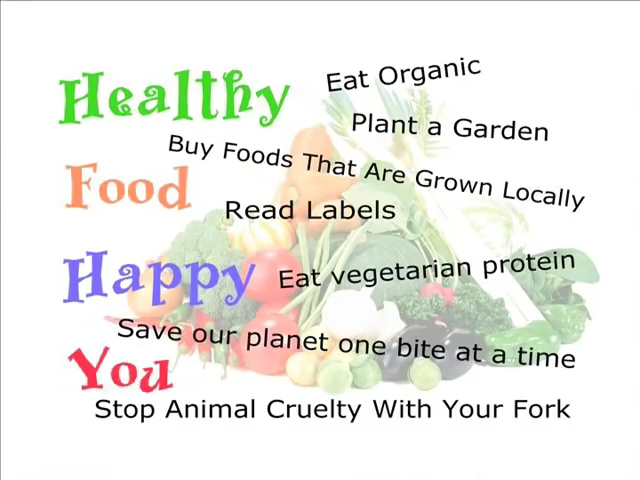 Healthy
Eat Organic
Plant a Garden
Buy Foods That Are Grown Locally
Food
Read Labels
Happy
Eat vegetarian protein
Save our planet one bite at a time
You
Stop Animal Cruelty With Your Fork